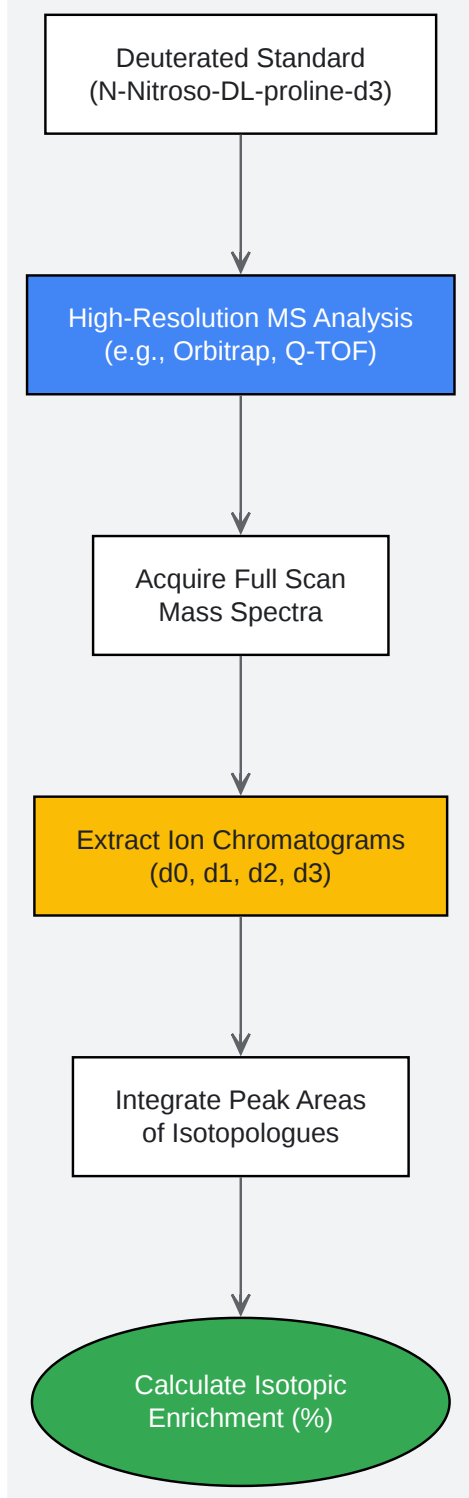 Deuterated Standard
(N-Nitroso-DL-proline-d3)
High-Resolution MS Analysis
(e.g., Orbitrap, Q-TOF)
Acquire Full Scan
Mass Spectra
Extract Ion Chromatograms
(d0, d1, d2, d3)
Integrate Peak Areas
of Isotopologues
Calculate Isotopic
Enrichment (%)